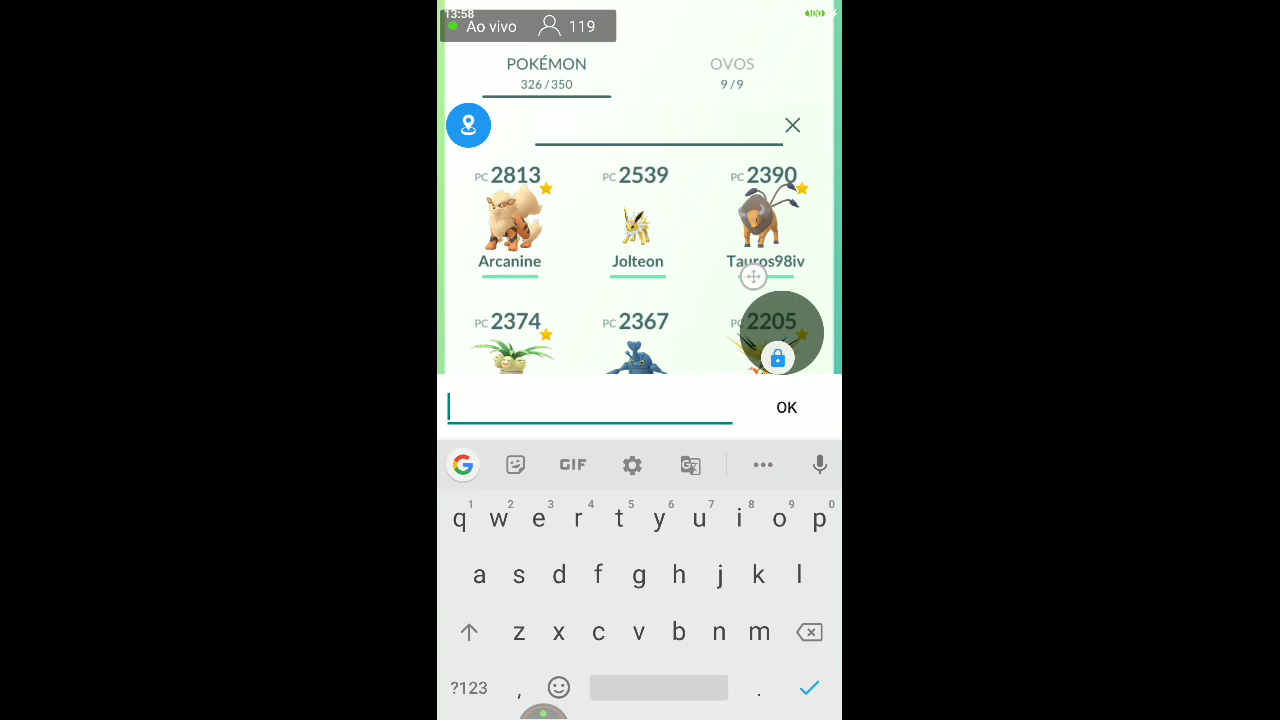 13:58
100
Ao vivo 119
POKÉMON OVOS
326 / 350 9 / 9
PC 2813 PC 2539 PC 2390
Arcanine Jolteon Tauros98iv
PC 2374 PC 2367 PC 2205
OK
G GIF
1 2 3 4 5 6 7 8 9 0
q w e r t y u i o p
a s d f g h j k l
z x c v b n m
?123 , .